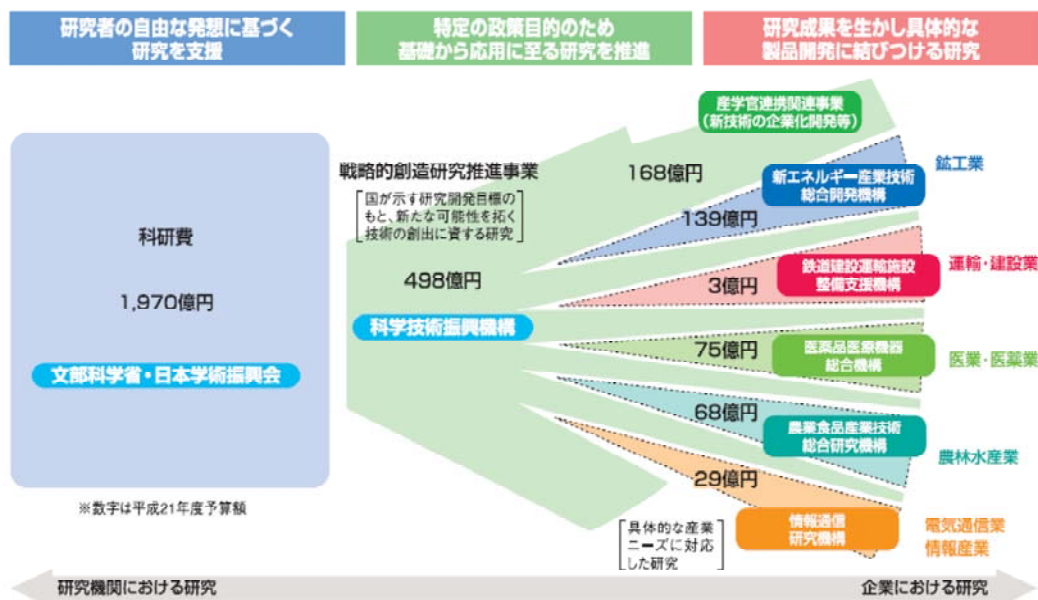 研究者の自由な発想に基づく
研究を支援
特定の政策目的のため
基礎から応用に至る研究を推進
研究成果を生かし具体的な
製品開発に結びつける研究
科研費
1,970億円
文部科学省・日本学術振興会
※数字は平成21年度予算額
戦略的創造研究推進事業
国が示す研究開発目標の
もと、新たな可能性を拓く
技術の創出に資する研究
498億円
科学技術振興機構
産学官連携関連事業
(新技術の企業化開発等)
168億円
新エネルギー産業技術
総合開発機構
139億円
鉱工業
鉄道建設運輸施設
整備支援機構
3億円
運輸・建設業
医薬品医療機器
総合機構
75億円
医業・医薬業
農業食品産業技術
総合研究機構
68億円
農林水産業
29億円
情報通信
研究機構
電気通信業
情報産業
具体的な産業
ニーズに対応
した研究
研究機関における研究
企業における研究